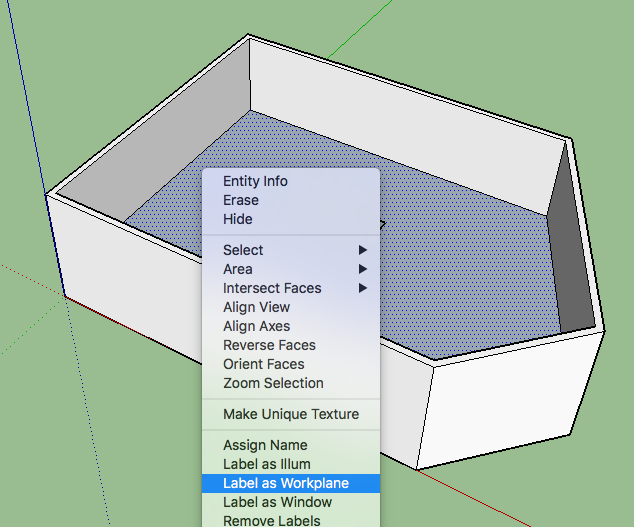 Entity Info
Erase
Hide
Select
Area
Intersect Faces
Align View
Align Axes
Reverse Faces
Orient Faces
Zoom Selection
Make Unique Texture
Assign Name
Label as Illum
Label as Workplane
Label as Window
Remove Labels